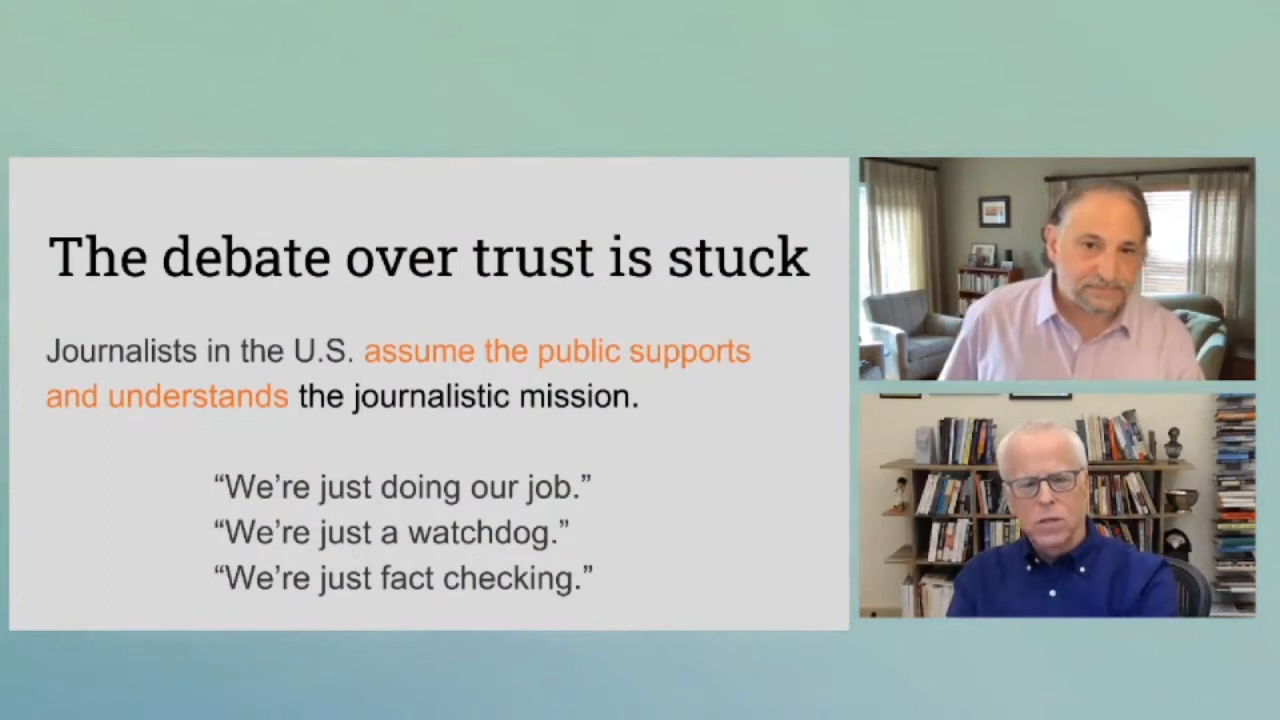 The debate over trust is stuck
Journalists in the U.S. assume the public supports
and understands the journalistic mission.
“We’re just doing our job.”
“We’re just a watchdog.”
“We’re just fact checking.”